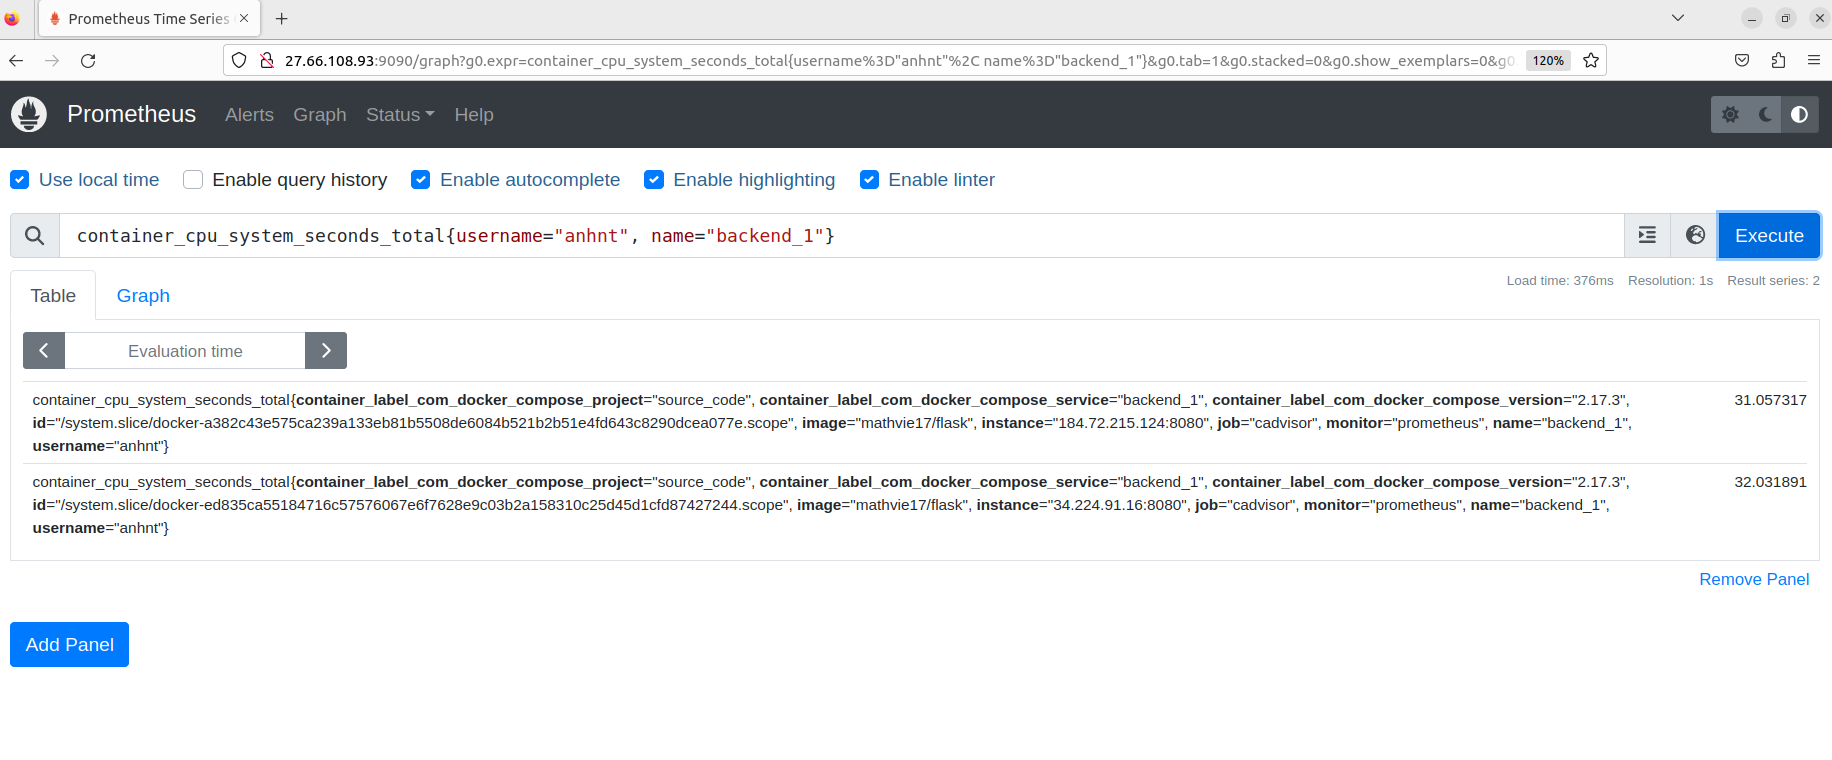 Prometheus Time Series
27.66.108.93:9090/graph?g0.expr=container_cpu_system_seconds_total{username%3D"anhnt"%2C name%3D"backend_1"}&g0.tab=1&g0.stacked=0&g0.show_exemplars=0&g0
120%
Prometheus Alerts Graph Status Help
Use local time Enable query history Enable autocomplete Enable highlighting Enable linter
container_cpu_system_seconds_total{username="anhnt", name="backend_1"}
Execute
Table Graph
Load time: 376ms Resolution: 1s Result series: 2
Evaluation time
container_cpu_system_seconds_total{container_label_com_docker_compose_project="source_code", container_label_com_docker_compose_service="backend_1", container_label_com_docker_compose_version="2.17.3", 31.057317
id="/system.slice/docker-a382c43e575ca239a133eb81b5508de6084b521b2b51e4fd643c8290dcea077e.scope", image="mathvie17/flask", instance="184.72.215.124:8080", job="cadvisor", monitor="prometheus", name="backend_1",
username="anhnt"}
container_cpu_system_seconds_total{container_label_com_docker_compose_project="source_code", container_label_com_docker_compose_service="backend_1", container_label_com_docker_compose_version="2.17.3", 32.031891
id="/system.slice/docker-ed835ca55184716c57576067e6f7628e9c03b2a158310c25d45d1cfd87427244.scope", image="mathvie17/flask", instance="34.224.91.16:8080", job="cadvisor", monitor="prometheus", name="backend_1",
username="anhnt"}
Remove Panel
Add Panel